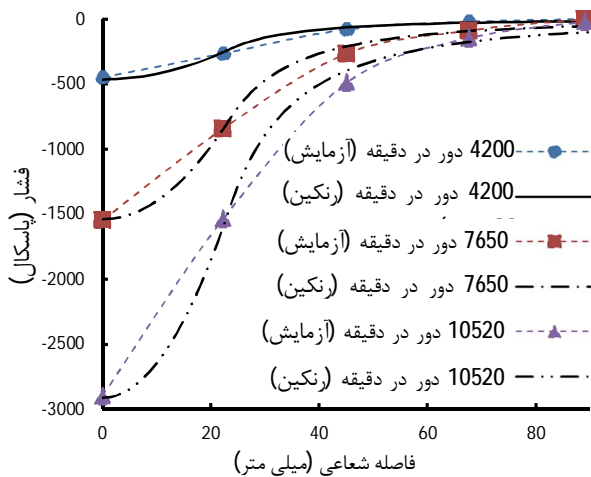 0
-500
-1000
-1500
-2000
-2500
-3000
فشار (پاسکال)
4200 دور در دقیقه (آزمایش)
4200 دور در دقیقه (رنکین)
7650 دور در دقیقه (آزمایش)
7650 دور در دقیقه (رنکین)
10520 دور در دقیقه (آزمایش)
10520 دور در دقیقه (رنکین)
0 20 40 60 80
فاصله شعاعی (میلی متر)